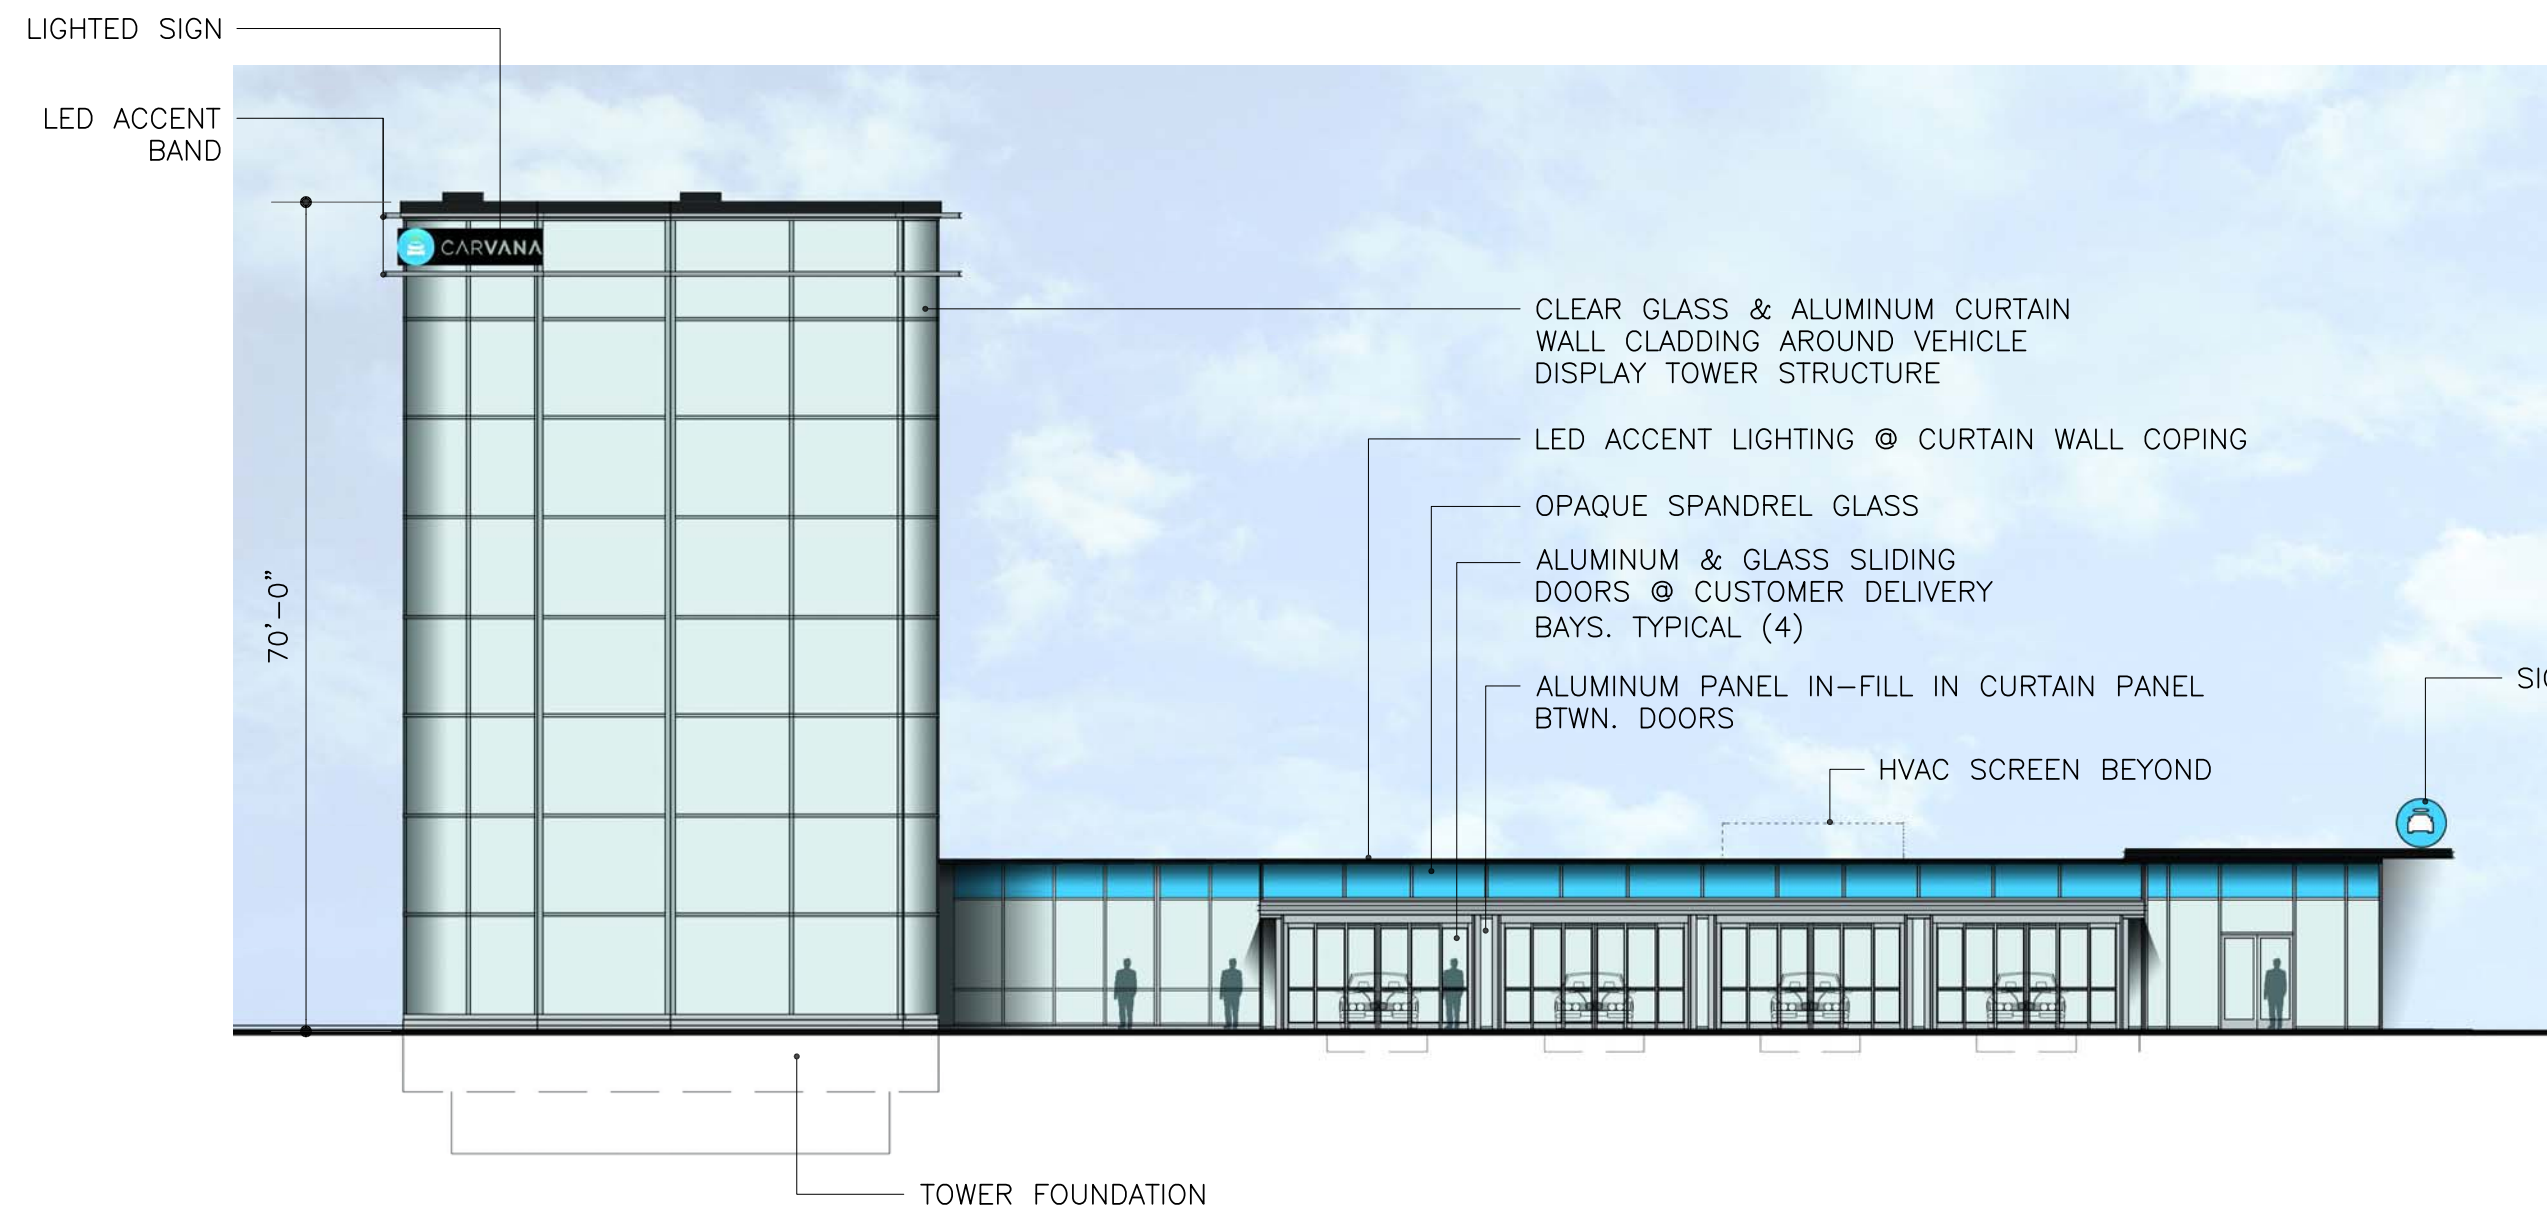 LIGHTED SIGN
LED ACCENT
BAND
CARVANA
70'-0"
CLEAR GLASS & ALUMINUM CURTAIN
WALL CLADDING AROUND VEHICLE
DISPLAY TOWER STRUCTURE
LED ACCENT LIGHTING @ CURTAIN WALL COPING
OPAQUE SPANDREL GLASS
ALUMINUM & GLASS SLIDING
DOORS @ CUSTOMER DELIVERY
BAYS. TYPICAL (4)
ALUMINUM PANEL IN-FILL IN CURTAIN PANEL
BTWN. DOORS
HVAC SCREEN BEYOND
TOWER FOUNDATION